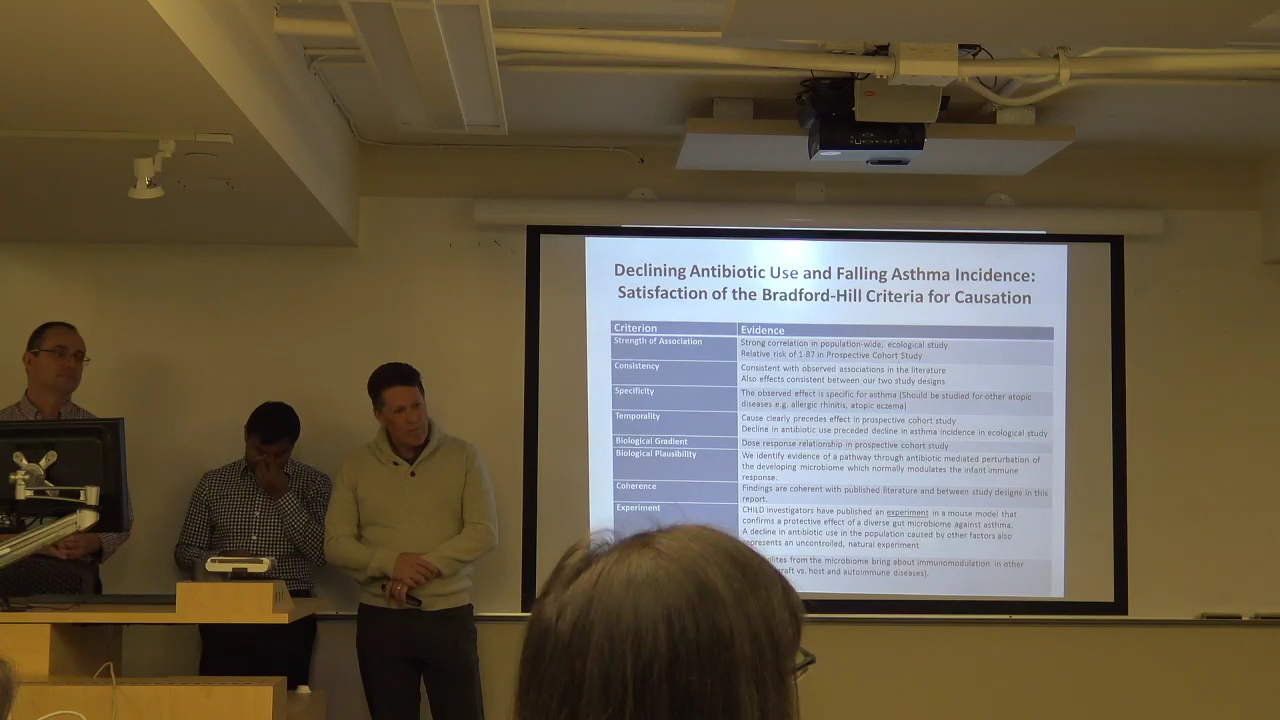 Declining Antibiotic Use and Falling Asthma Incidence:
Satisfaction of the Bradford-Hill Criteria for Causation
Criterion Evidence
Strength of Association Strong correlation in population-wide, ecological study
Relative risk of 1·87 in Prospective Cohort Study
Consistency Consistent with observed associations in the literature
Also effects consistent between our two study designs
Specificity The observed effect is specific for asthma (Should be studied for other atopic
diseases e.g. allergic rhinitis, atopic eczema)
Temporality Cause clearly precedes effect in prospective cohort study
Decline in antibiotic use preceded decline in asthma incidence in ecological study
Biological Gradient Dose response relationship in prospective cohort study
Biological Plausibility We identify evidence of a pathway through antibiotic mediated perturbation of
the developing microbiome which normally modulates the infant immune
response.
Coherence Findings are coherent with published literature and between study designs in this
report.
Experiment CHILD investigators have published an experiment in a mouse model that
confirms a protective effect of a diverse gut microbiome against asthma.
A decline in antibiotic use in the population caused by other factors also
represents an uncontrolled, natural experiment
from the microbiome bring about immunomodulation in other
vs. host and autoimmune diseases).